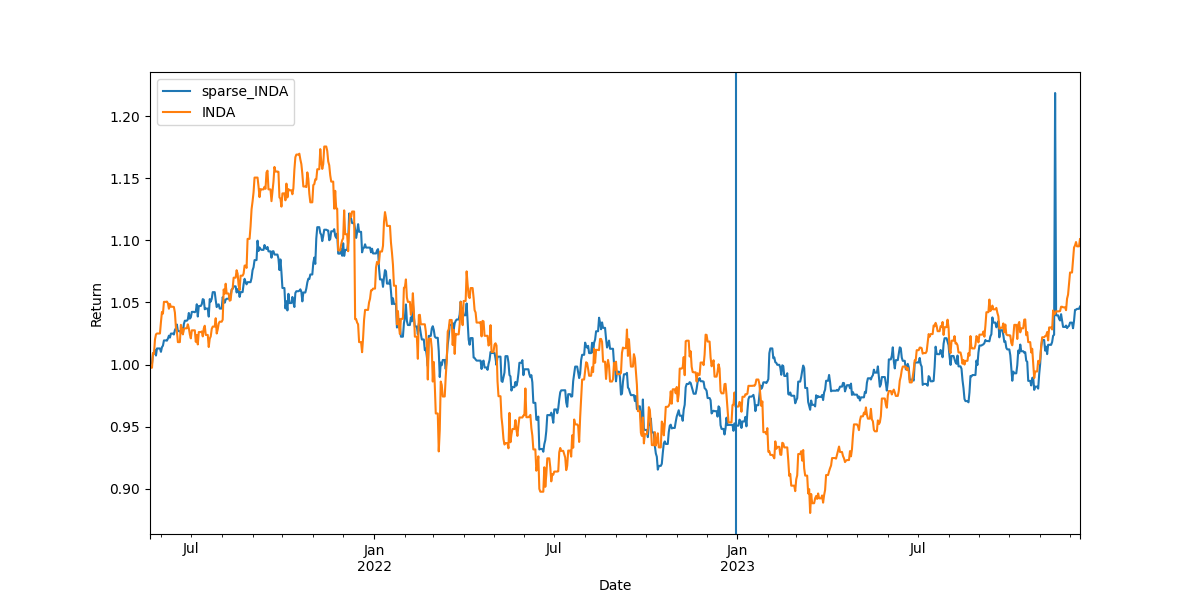 sparse_INDA
INDA
1.20
1.15
1.10
1.05
1.00
0.95
0.90
Return
Jul
Jan
2022
Jul
Jan
2023
Jul
Date